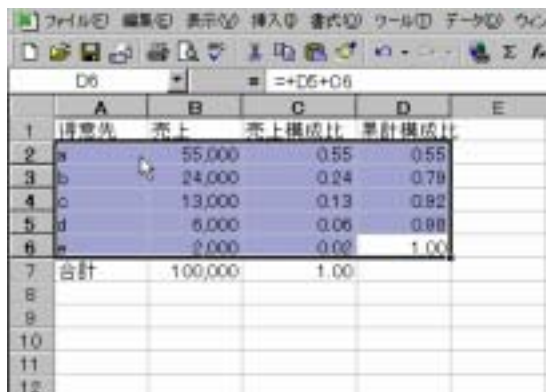 ファイル(F) 編集(E) 表示(V) 挿入(I) 書式(O) ツール(T) データ(D) ウィ
D6 = =+D5+C6
A B C D E
1 得意先 売上 売上構成比 累計構成比
2 a 55,000 0.55 0.55
3 b 24,000 0.24 0.79
4 c 13,000 0.13 0.92
5 d 6,000 0.06 0.98
6 e 2,000 0.02 1.00
7 合計 100,000 1.00
8
9
10
11
12